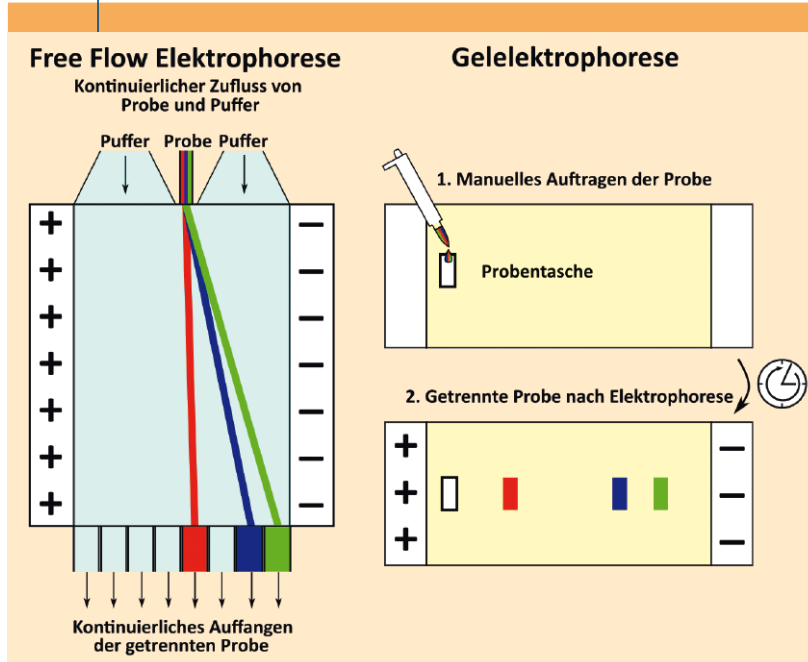 Free Flow Elektrophorese
Kontinuierlicher Zufluss von
Probe und Puffer
Puffer Probe Puffer
+ −
+ −
+ −
+ −
+ −
+ −
+ −
Kontinuierliches Auffangen
der getrennten Probe
Gelelektrophorese
1. Manuelles Auftragen der Probe
Probentasche
2. Getrennte Probe nach Elektrophorese
+ −
+ −
+ −